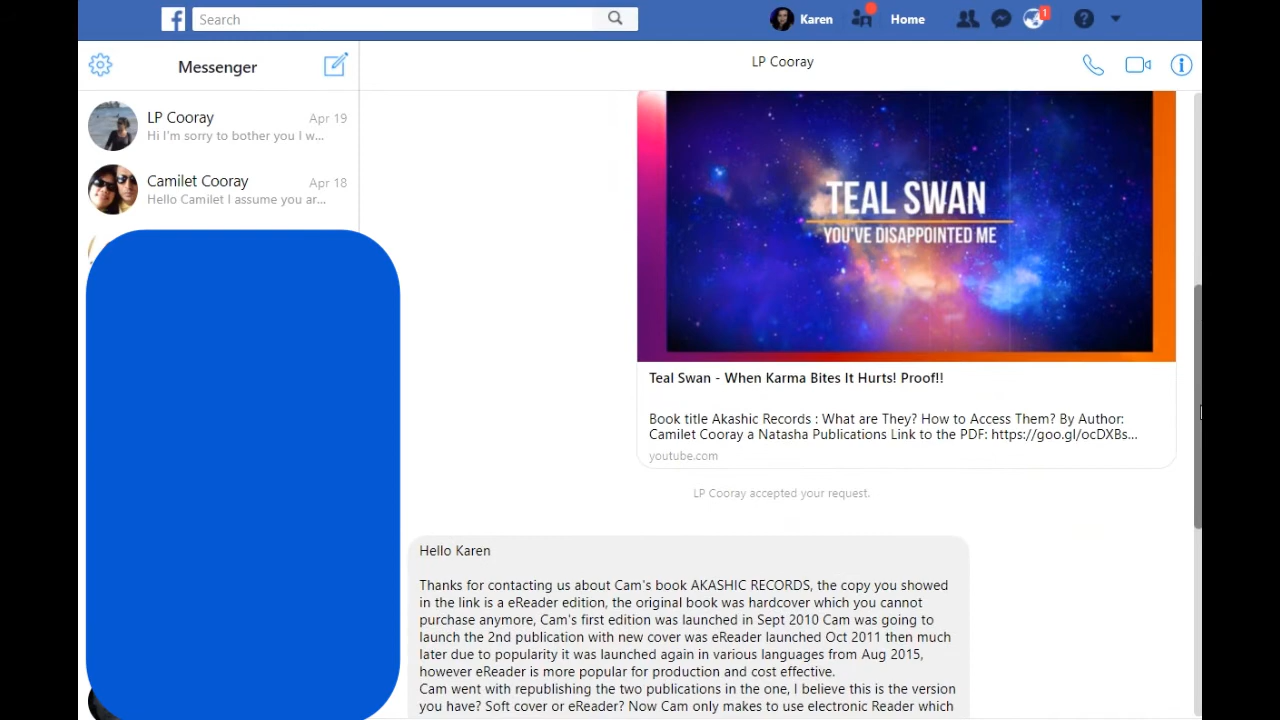 f
Search
Karen
Home
1
?
Messenger
LP Cooray
Apr 19
Hi I'm sorry to bother you I w...
Camilet Cooray
Apr 18
Hello Camilet I assume you ar...
LP Cooray
TEAL SWAN
YOU'VE DISAPPOINTED ME
Teal Swan - When Karma Bites It Hurts! Proof!!
Book title Akashic Records : What are They? How to Access Them? By Author:
Camilet Cooray a Natasha Publications Link to the PDF: https://goo.gl/ocDXBs...
youtube.com
LP Cooray accepted your request.
Hello Karen
Thanks for contacting us about Cam's book AKASHIC RECORDS, the copy you showed
in the link is a eReader edition, the original book was hardcover which you cannot
purchase anymore, Cam's first edition was launched in Sept 2010 Cam was going to
launch the 2nd publication with new cover was eReader launched Oct 2011 then much
later due to popularity it was launched again in various languages from Aug 2015,
however eReader is more popular for production and cost effective.
Cam went with republishing the two publications in the one, I believe this is the version
you have? Soft cover or eReader? Now Cam only makes to use electronic Reader which